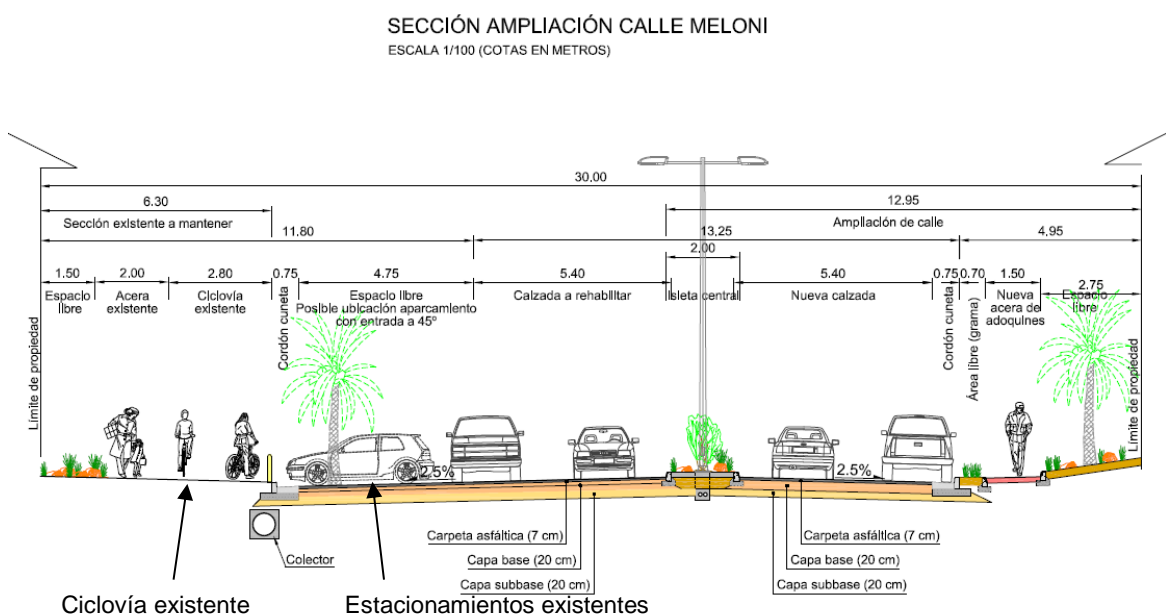 SECCIÓN AMPLIACIÓN CALLE MELONI
ESCALA 1/100 (COTAS EN METROS)
30.00
6.30
12.95
Sección existente a mantener
Ampliación de calle
11.80
13.25
4.95
2.00
1.50
2.00
2.80
0.75
4.75
5.40
5.40
0.75
0.70
1.50
2.75
Espacio
libre
Acera
existente
Ciclovía
existente
Cordón cuneta
Espacio libre
Posible ubicación aparcamiento
con entrada a 45º
Calzada a rehabilitar
Isleta central
Nueva calzada
Cordón cuneta
Área libre (grama)
Nueva
acera de
adoquines
Espacio
libre
Límite de propiedad
Límite de propiedad
2.5%
2.5%
Carpeta asfáltica (7 cm)
Capa base (20 cm)
Capa subbase (20 cm)
Carpeta asfáltica (7 cm)
Capa base (20 cm)
Capa subbase (20 cm)
Colector
Ciclovía existente
Estacionamientos existentes